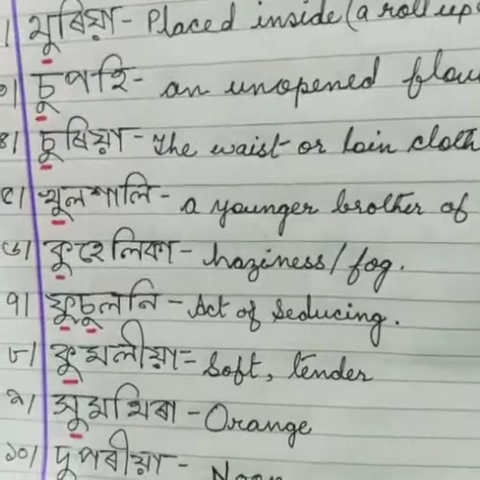 থুৰিয়া - Placed inside (a roll up
৩| চুপহি - an unopened flow
৪| চুৰিয়া - The waist or loin cloth
৫| খুলশালি - a younger brother of
৬| কুহেলিকা - haziness/fog.
৭| ফুচুলনি - Act of seducing.
৮| কুমলীয়া = Soft, tender
৯| সুমথিৰা - Orange
১০| দুপৰীয়া - Noon